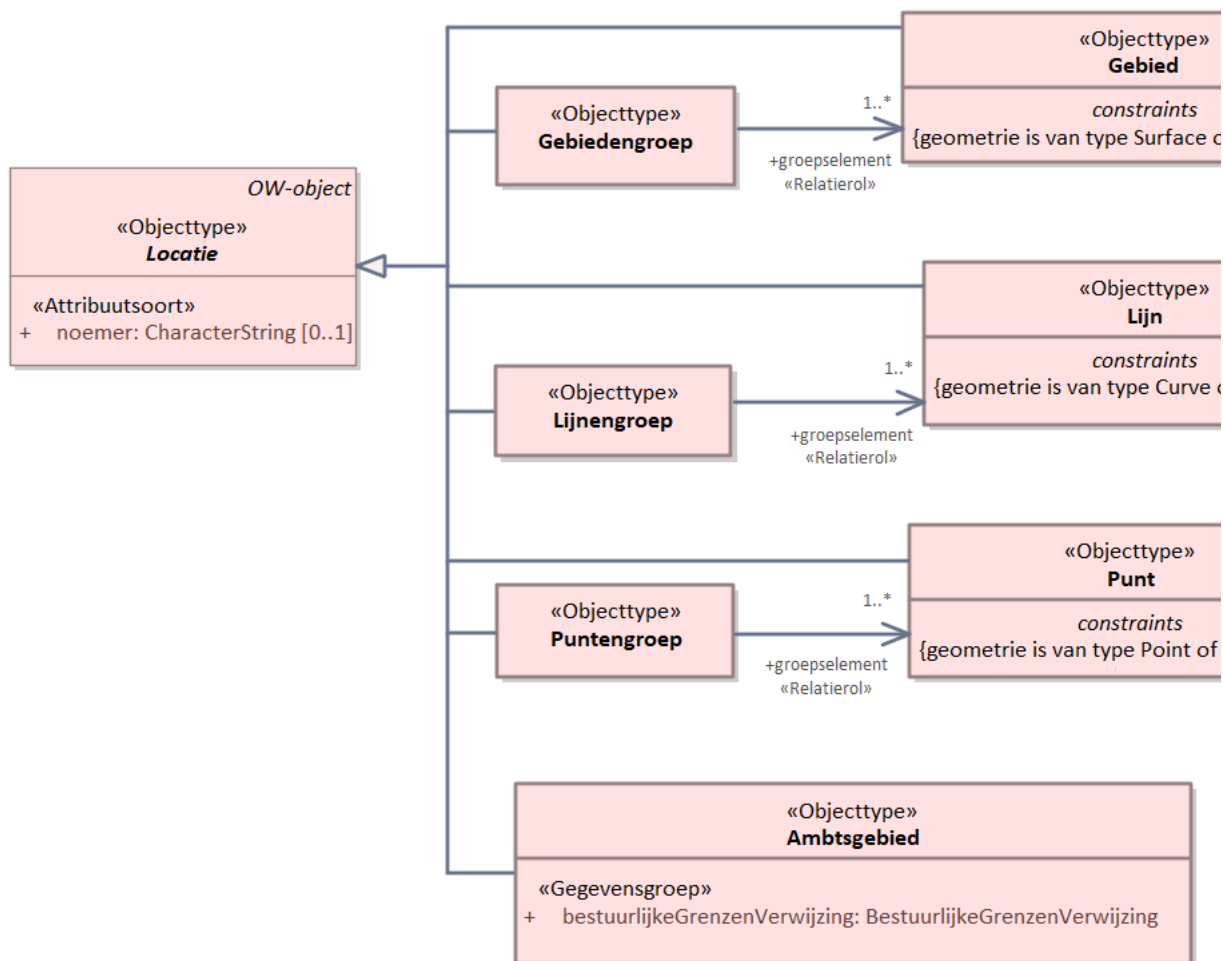 OW-object
«Objecttype»
Locatie
«Attribuutsoort»
+ noemer: CharacterString [0..1]
«Objecttype»
Gebied
constraints
{geometrie is van type Surface
«Objecttype»
Gebiedengroep
1..*
+groepselement
«Relatierol»
«Objecttype»
Lijn
constraints
{geometrie is van type Curve
«Objecttype»
Lijnengroep
1..*
+groepselement
«Relatierol»
«Objecttype»
Punt
constraints
{geometrie is van type Point of
«Objecttype»
Puntengroep
1..*
+groepselement
«Relatierol»
«Objecttype»
Ambtsgebied
«Gegevensgroep»
+ bestuurlijkeGrenzenVerwijzing: BestuurlijkeGrenzenVerwijzing